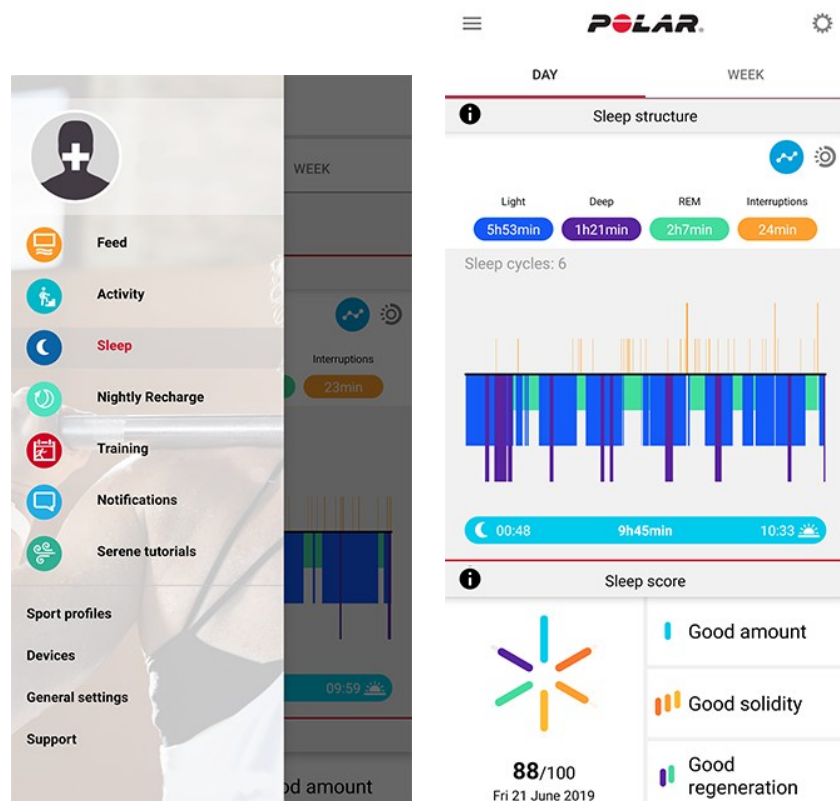 WEEK
Feed
Activity
Sleep
Interruptions
Nightly Recharge
23min
Training
Notifications
Serene tutorials
Sport profiles
Devices
09:59
General settings
Support
od amount
POLAR
DAY
WEEK
Sleep structure
Light
Deep
REM
Interruptions
5h53min
1h21min
2h7min
24min
Sleep cycles: 6
00:48
9h45min
10:33
Sleep score
Good amount
Good solidity
88/100
Fri 21 June 2019
Good
regeneration